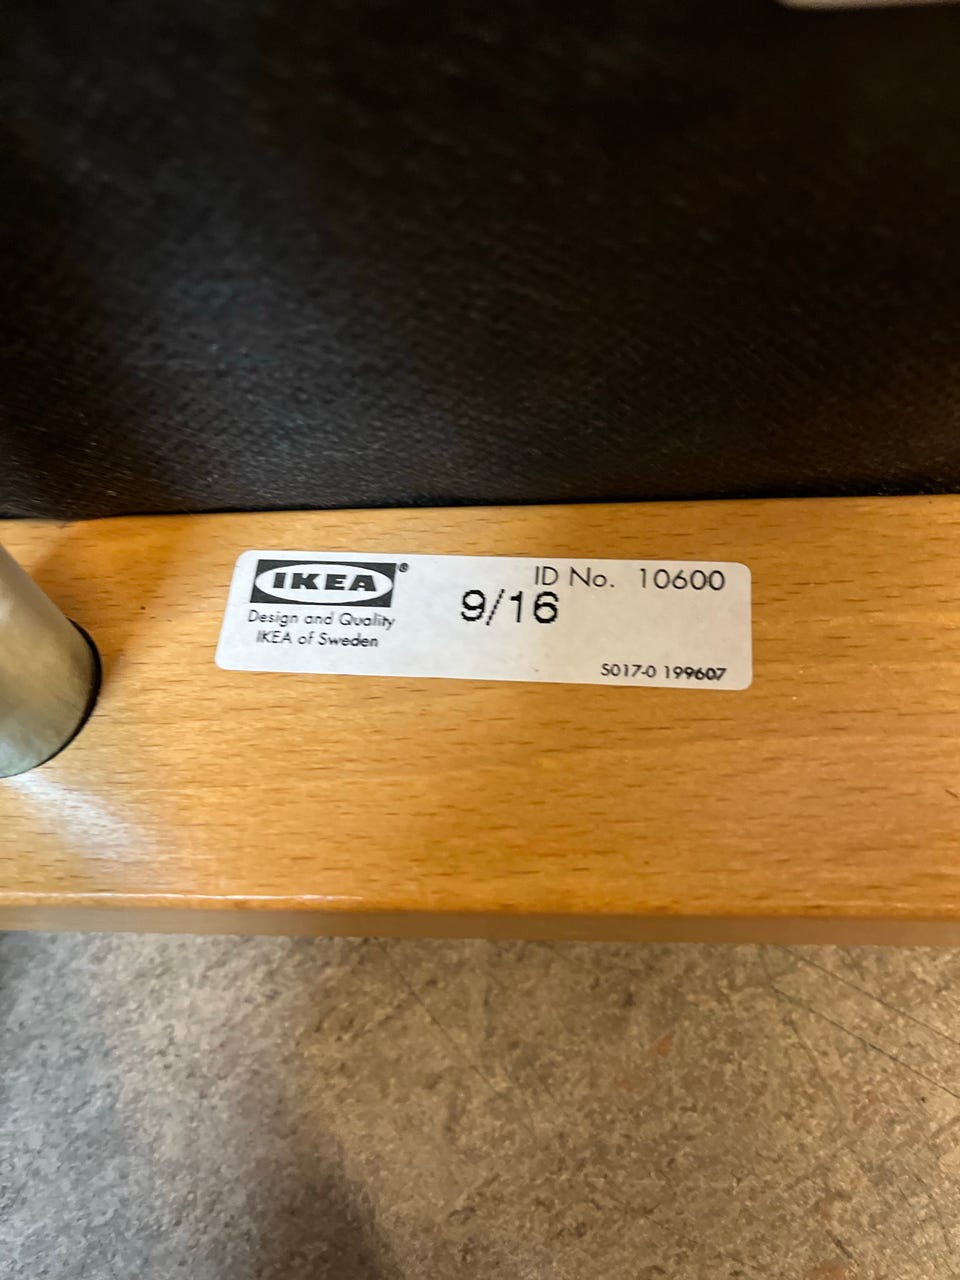 IKEA®
Design and Quality
IKEA of Sweden
ID No. 10600
9/16
S017-0 199607